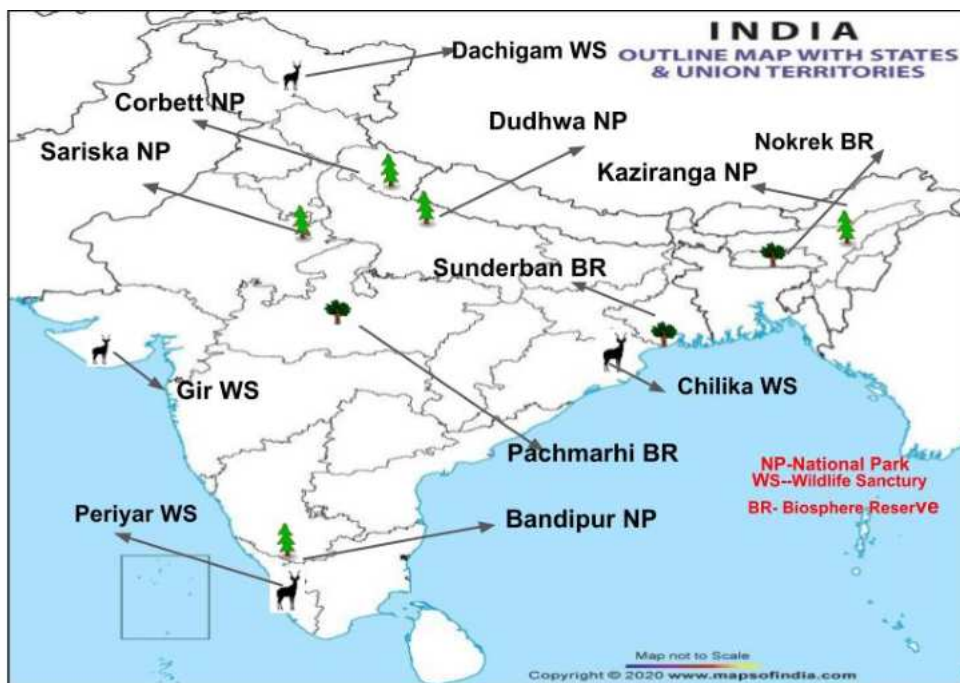 INDIA
OUTLINE MAP WITH STATES
& UNION TERRITORIES
Dachigam WS
Corbett NP
Dudhwa NP
Nokrek BR
Sariska NP
Kaziranga NP
Sunderban BR
Gir WS
Chilika WS
Pachmarhi BR
NP-National Park
WS--Wildlife Sanctury
BR- Biosphere Reserve
Periyar WS
Bandipur NP
Map not to Scale
Copyright © 2020 www.mapsofindia.com